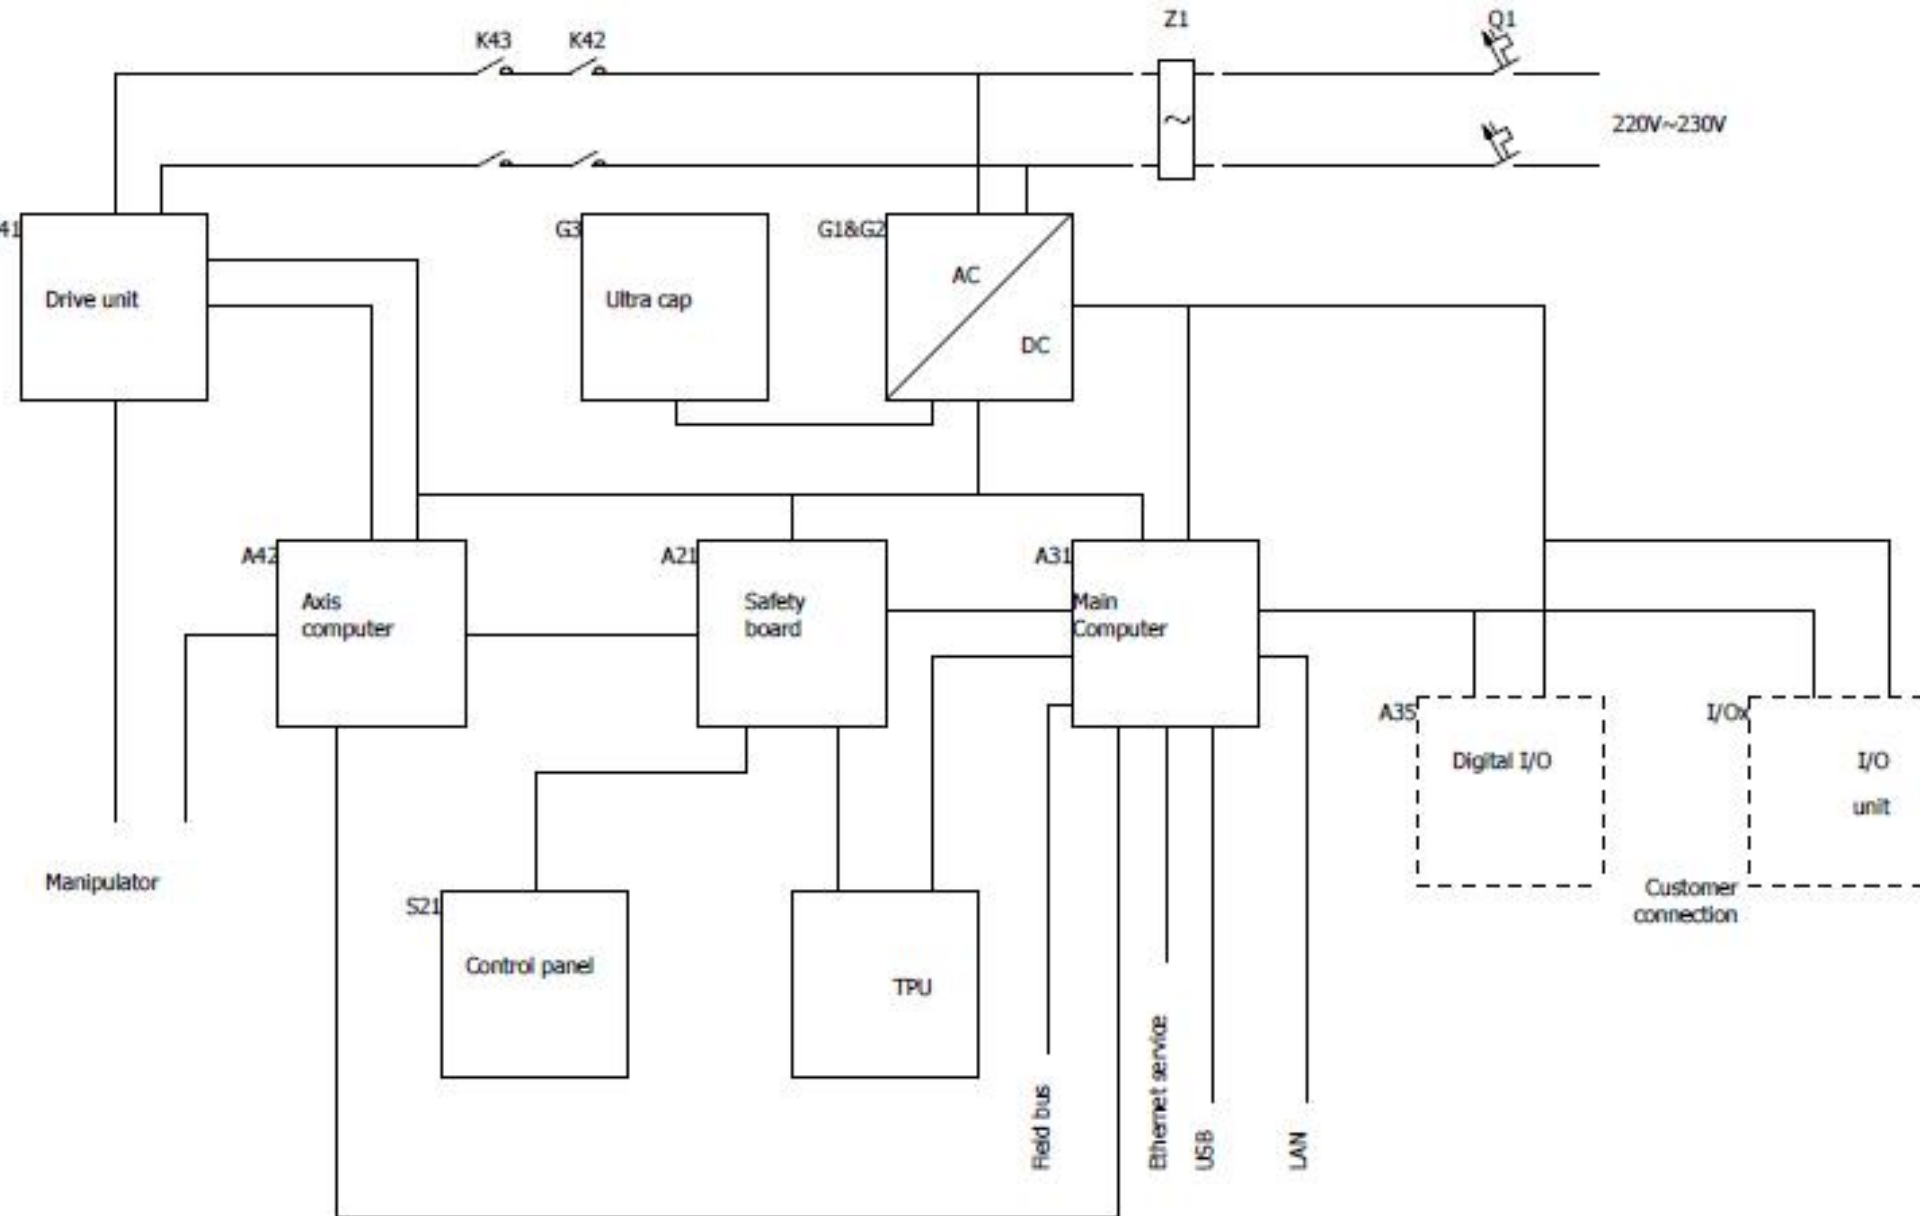 Z1
Q1
K43
K42
220V~230V
41
G3
G1&G2
Drive unit
Ultra cap
AC
DC
A42
A21
A31
Axis
computer
Safety
board
Main
Computer
A35
I/Ox
Digital I/O
I/O
unit
Manipulator
Customer
connection
S21
Control panel
TPU
Field bus
Ethernet service
USB
LAN